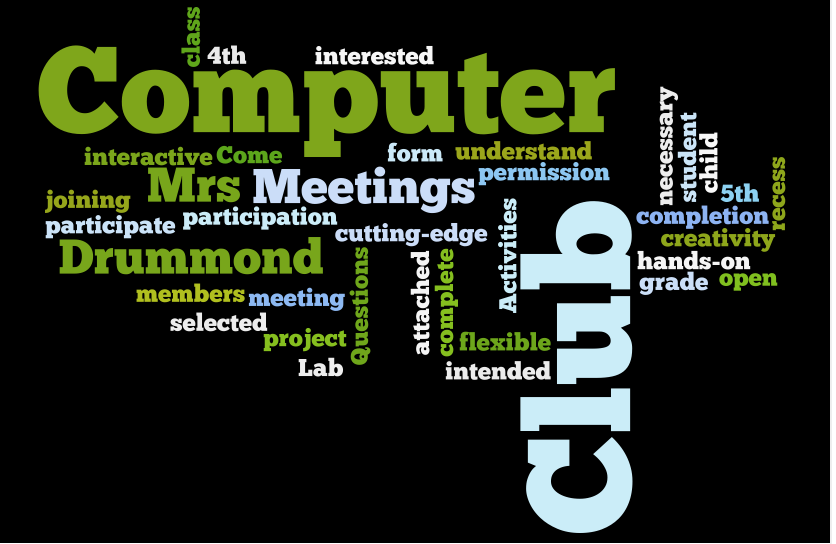 class
4th
interested
Computer
interactive
Come
form
understand
permission
necessary
student
child
recess
5th
joining
Mrs
Meetings
participate
participation
cutting-edge
Activities
completion
creativity
Drummond
hands-on
grade
open
members
meeting
Questions
attached
complete
selected
project
flexible
Lab
intended
Club